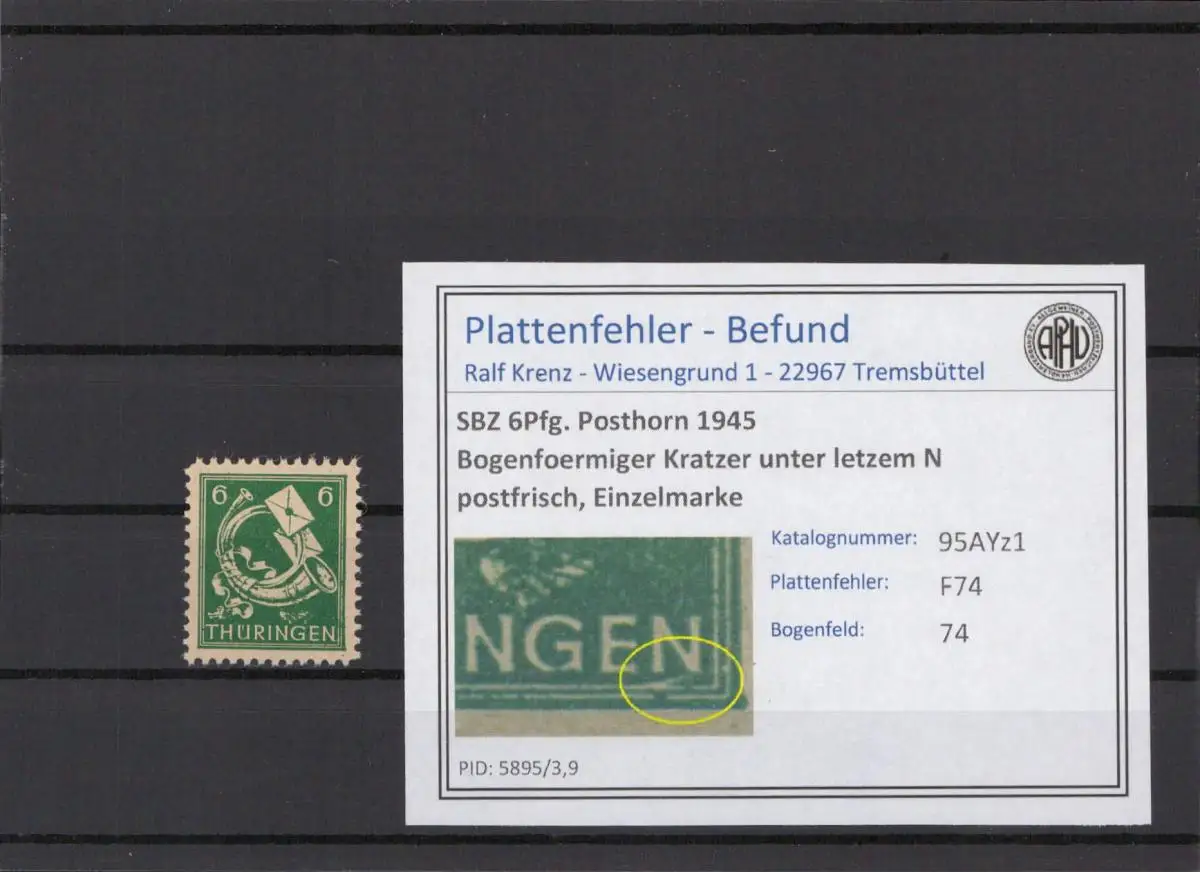 6 6
THÜRINGEN
Plattenfehler - Befund
Ralf Krenz - Wiesengrund 1 - 22967 Tremsbüttel
APHV
SBZ 6Pfg. Posthorn 1945
Bogenfoermiger Kratzer unter letzem N
postfrisch, Einzelmarke
NGEN
Katalognummer: 95AYz1
Plattenfehler: F74
Bogenfeld: 74
PID: 5895/3,9